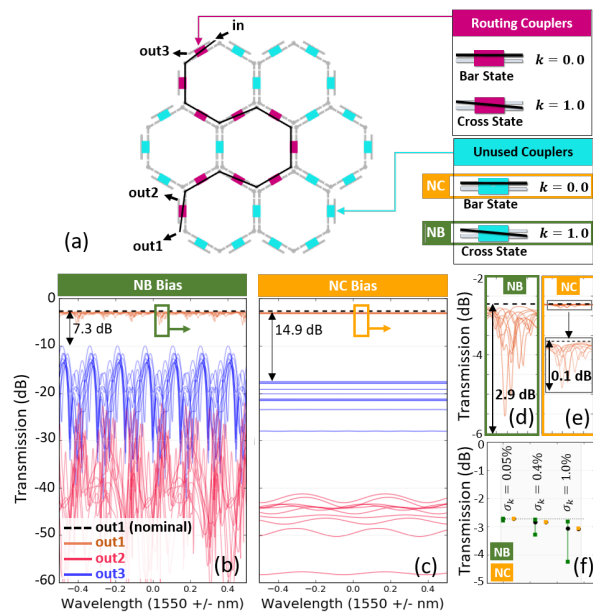 in
out3
out2
out1
(a)
Routing Couplers
k = 0.0
Bar State
k = 1.0
Cross State
Unused Couplers
NC
k = 0.0
Bar State
NB
k = 1.0
Cross State
NB Bias
NC Bias
Transmission (dB)
0
-10
-20
-30
-40
-50
-60
7.3 dB
out1 (nominal)
out1
out2
out3
(b)
-0.4 -0.2 0.0 0.2 0.4
Wavelength (1550 +/- nm)
14.9 dB
(c)
-0.4 -0.2 0.0 0.2 0.4
Wavelength (1550 +/- nm)
Transmission (dB)
-2
-4
-6
NB
2.9 dB
(d)
NC
0.1 dB
(e)
Transmission (dB)
0
-1
-2
-3
-4
-5
σk = 0.05%
σk = 0.4%
σk = 1.0%
NB
NC
(f)